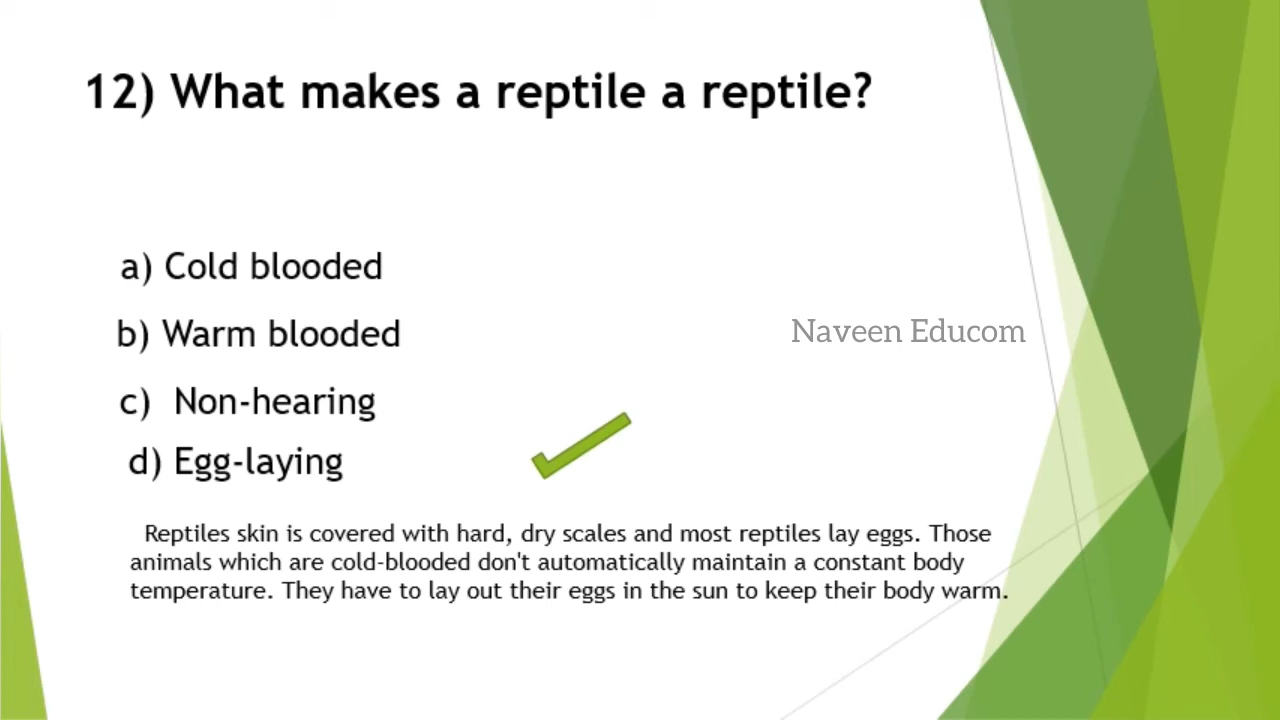 12) What makes a reptile a reptile?
a) Cold blooded
b) Warm blooded
Naveen Educom
c) Non-hearing
d) Egg-laying
Reptiles skin is covered with hard, dry scales and most reptiles lay eggs. Those
animals which are cold-blooded don't automatically maintain a constant body
temperature. They have to lay out their eggs in the sun to keep their body warm.